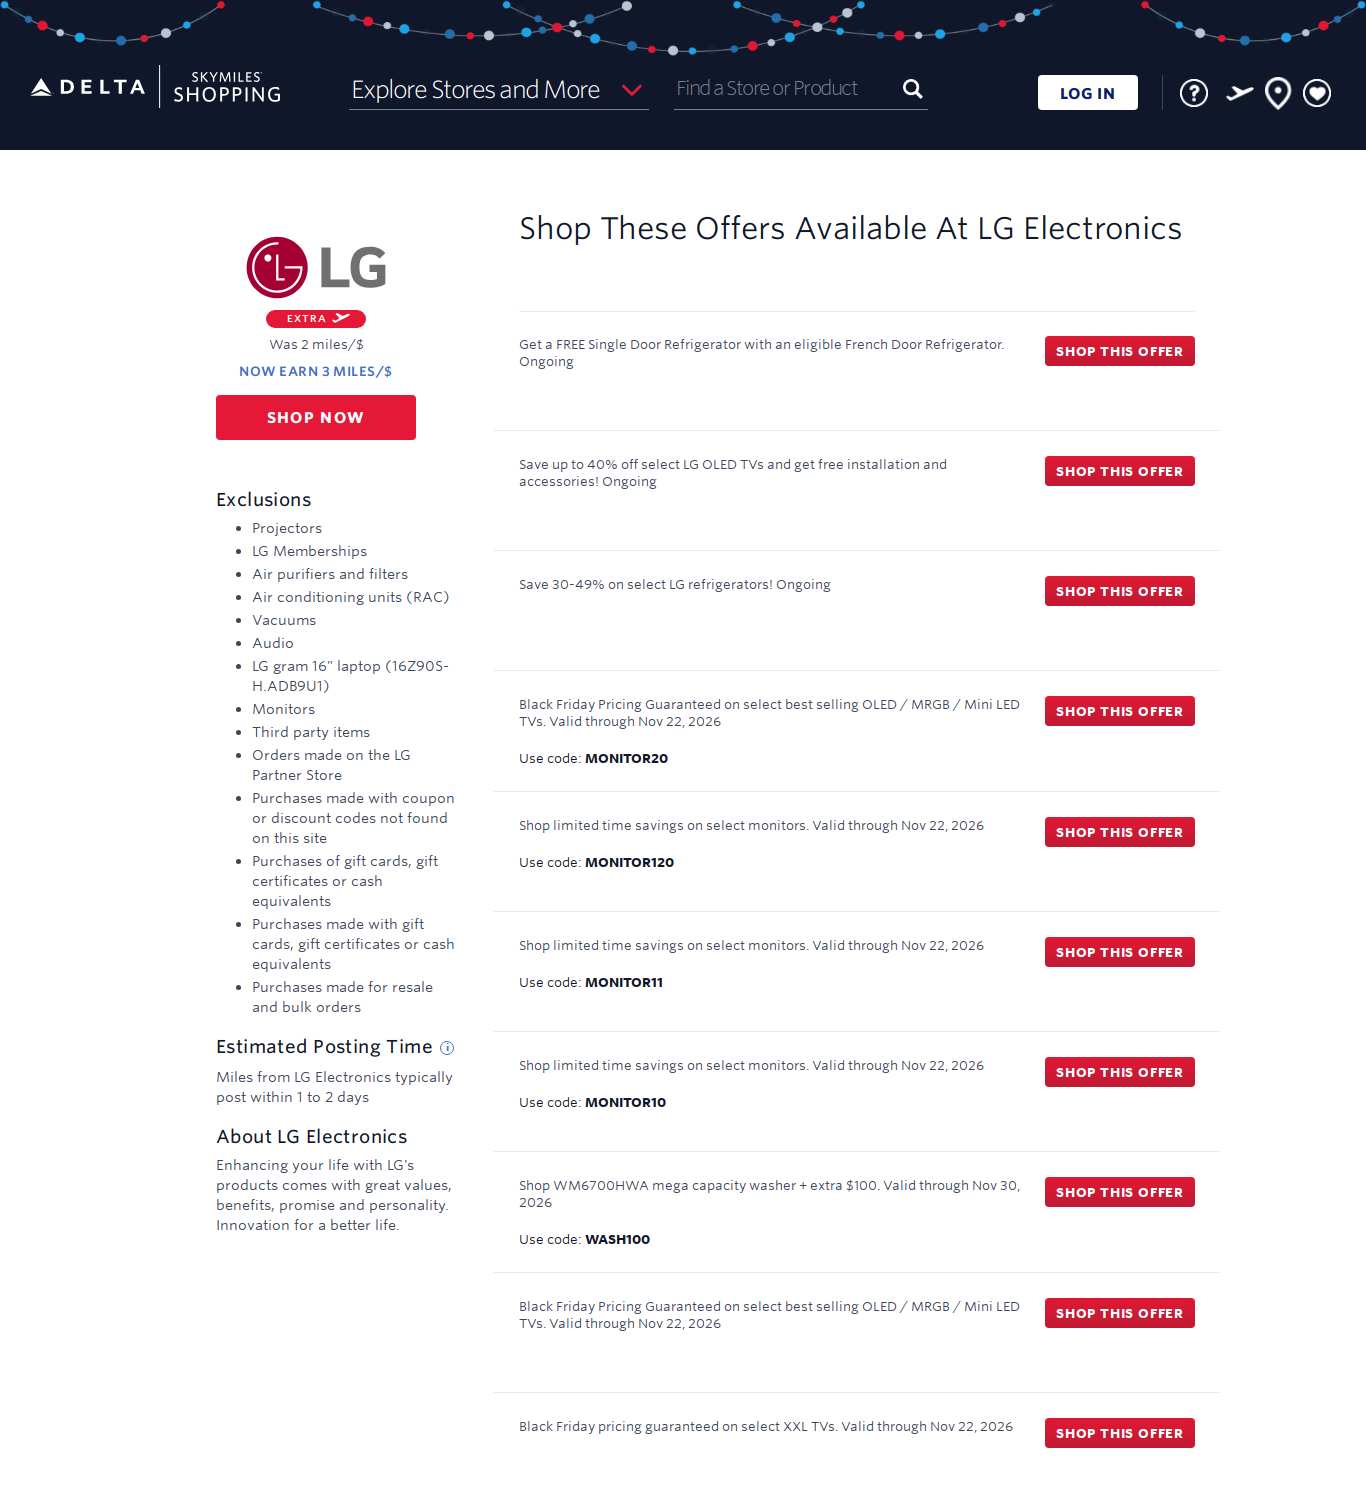 DELTA
SKYMILES
SHOPPING
Explore Stores and More
Find a Store or Product
LOG IN
LG
EXTRA
Was 2 miles/$
NOW EARN 3 MILES/$
SHOP NOW
Exclusions
Projectors
LG Memberships
Air purifiers and filters
Air conditioning units (RAC)
Vacuums
Audio
LG gram 16" laptop (16Z90S-
H.ADB9U1)
Monitors
Third party items
Orders made on the LG
Partner Store
Purchases made with coupon
or discount codes not found
on this site
Purchases of gift cards, gift
certificates or cash
equivalents
Purchases made with gift
cards, gift certificates or cash
equivalents
Purchases made for resale
and bulk orders
Estimated Posting Time
Miles from LG Electronics typically
post within 1 to 2 days
About LG Electronics
Enhancing your life with LG's
products comes with great values,
benefits, promise and personality.
Innovation for a better life.
Shop These Offers Available At LG Electronics
Get a FREE Single Door Refrigerator with an eligible French Door Refrigerator.
Ongoing
SHOP THIS OFFER
Save up to 40% off select LG OLED TVs and get free installation and
accessories! Ongoing
SHOP THIS OFFER
Save 30-49% on select LG refrigerators! Ongoing
SHOP THIS OFFER
Black Friday Pricing Guaranteed on select best selling OLED / MRGB / Mini LED
TVs. Valid through Nov 22, 2026
Use code: MONITOR20
SHOP THIS OFFER
Shop limited time savings on select monitors. Valid through Nov 22, 2026
Use code: MONITOR120
SHOP THIS OFFER
Shop limited time savings on select monitors. Valid through Nov 22, 2026
Use code: MONITOR11
SHOP THIS OFFER
Shop limited time savings on select monitors. Valid through Nov 22, 2026
Use code: MONITOR10
SHOP THIS OFFER
Shop WM6700HWA mega capacity washer + extra $100. Valid through Nov 30,
2026
Use code: WASH100
SHOP THIS OFFER
Black Friday Pricing Guaranteed on select best selling OLED / MRGB / Mini LED
TVs. Valid through Nov 22, 2026
SHOP THIS OFFER
Black Friday pricing guaranteed on select XXL TVs. Valid through Nov 22, 2026
SHOP THIS OFFER